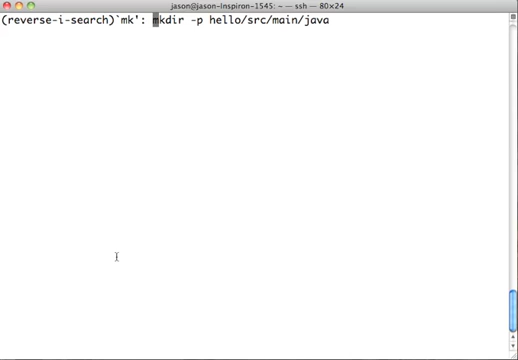 jason@jason-Inspiron-1545: ~ — ssh — 80×24
(reverse-i-search)`mk': mkdir -p hello/src/main/java